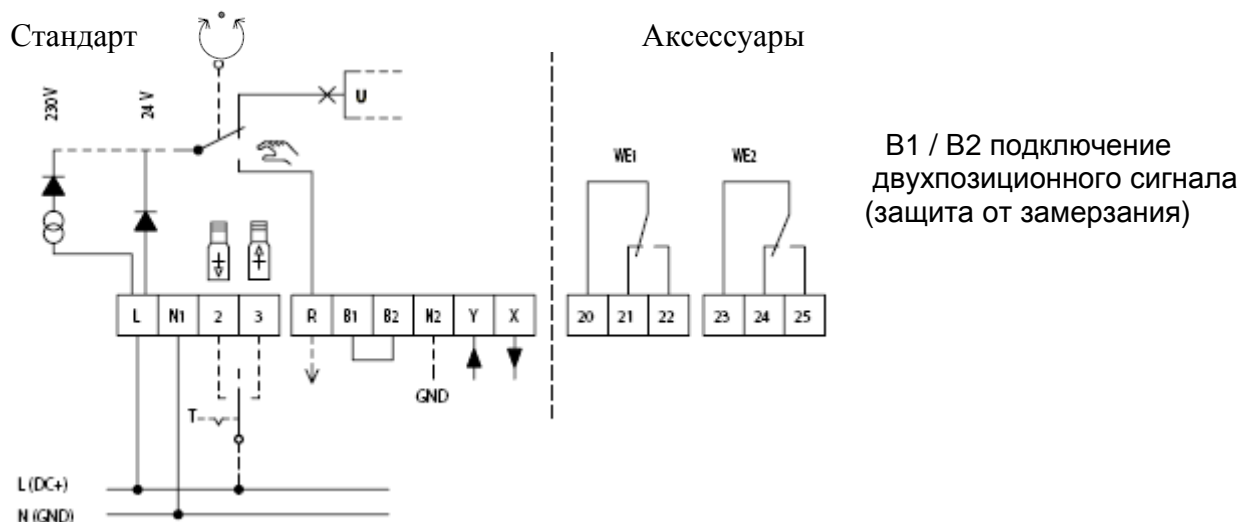 Стандарт
Аксессуары
230 V
24 V
U
WE1
WE2
B1 / B2 подключение
двухпозиционного сигнала
(защита от замерзания)
L N1 2 3 R B1 B2 N2 Y X 20 21 22 23 24 25
GND
T
L (DC+)
N (GND)